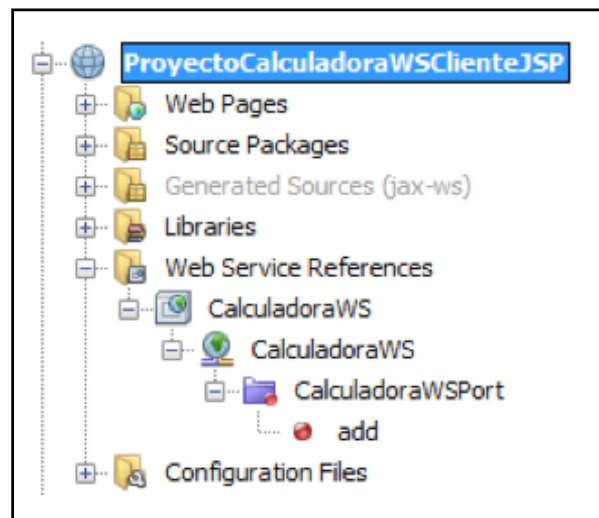 ProyectoCalculadoraWSClienteJSP
Web Pages
Source Packages
Generated Sources (jax-ws)
Libraries
Web Service References
CalculadoraWS
CalculadoraWS
CalculadoraWSPort
add
Configuration Files